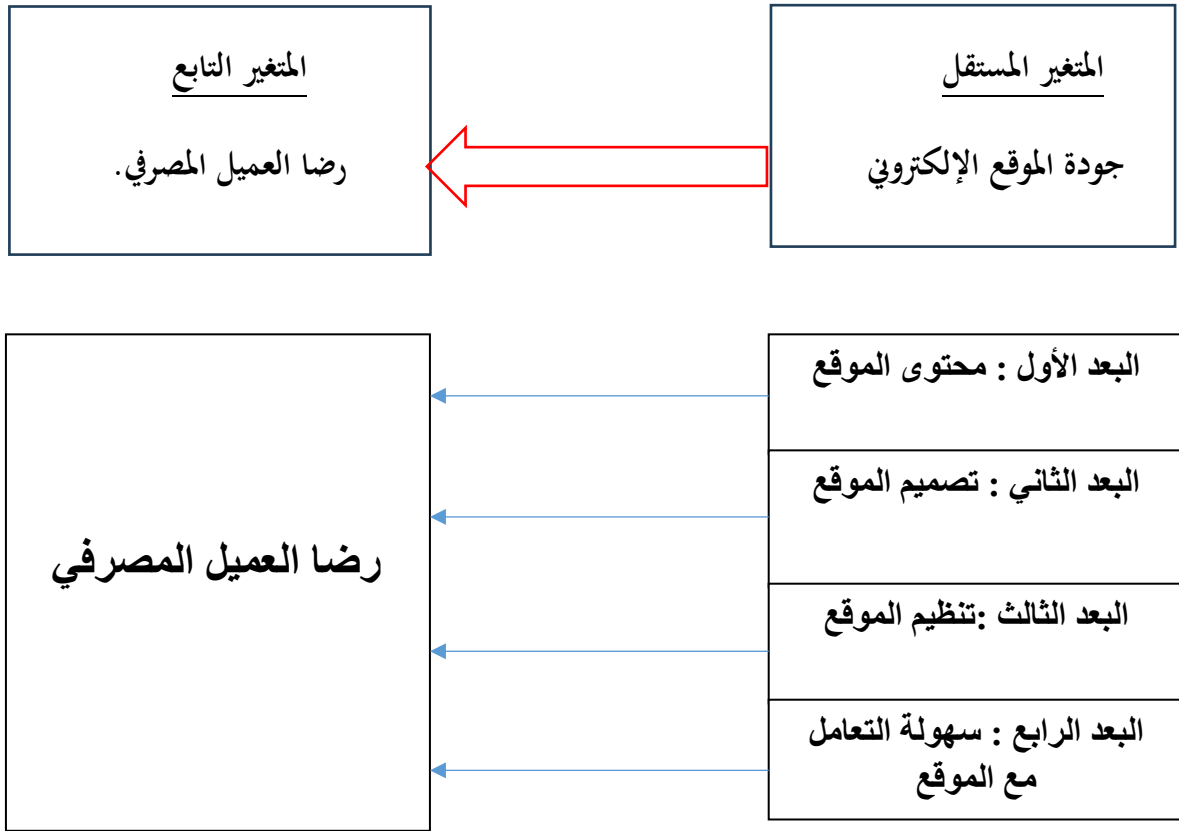 المتغير المستقل
جودة الموقع الإلكتروني
المتغير التابع
رضا العميل المصرفي.
البعد الأول : محتوى الموقع
البعد الثاني : تصميم الموقع
البعد الثالث :تنظيم الموقع
البعد الرابع : سهولة التعامل
مع الموقع
رضا العميل المصرفي